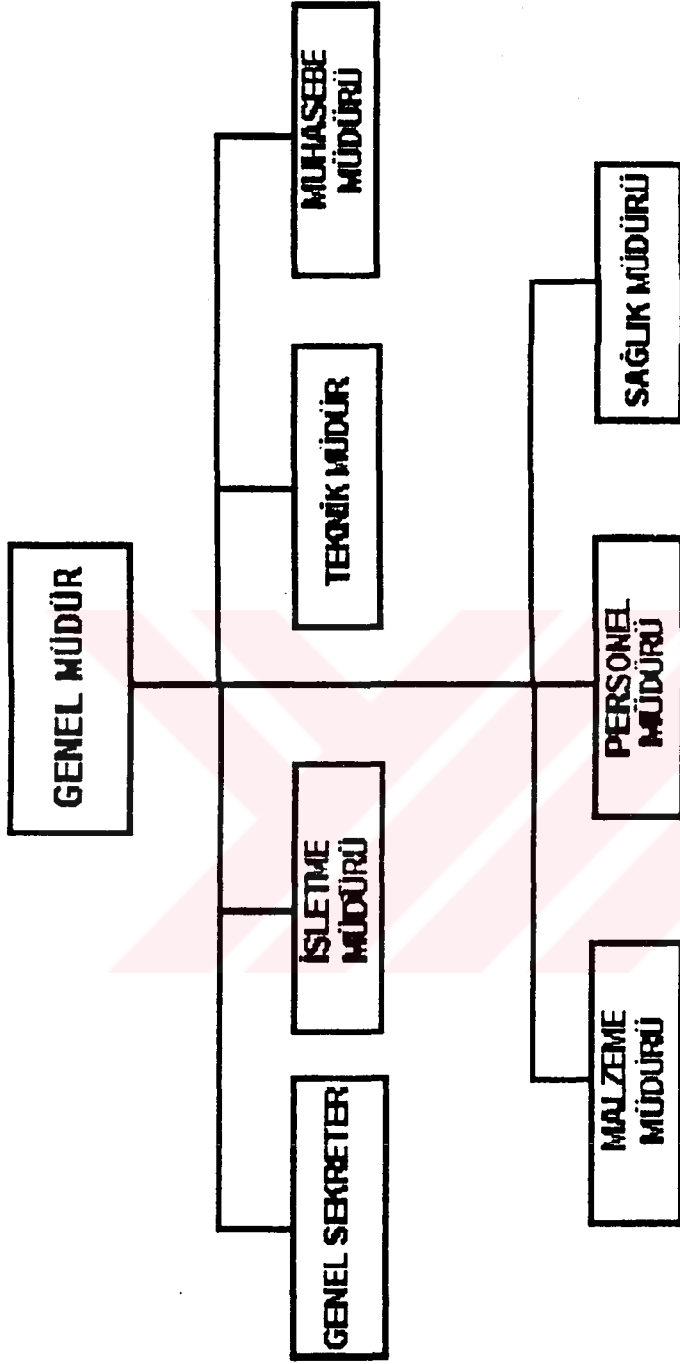 GENEL MÜDÜR
GENEL SEKRETER
İŞLETME
MÜDÜRÜ
TEKNİK MÜDÜR
MUHASEBE
MÜDÜRÜ
MALZEME
MÜDÜRÜ
PERSONEL
MÜDÜRÜ
SAĞLIK MÜDÜRÜ